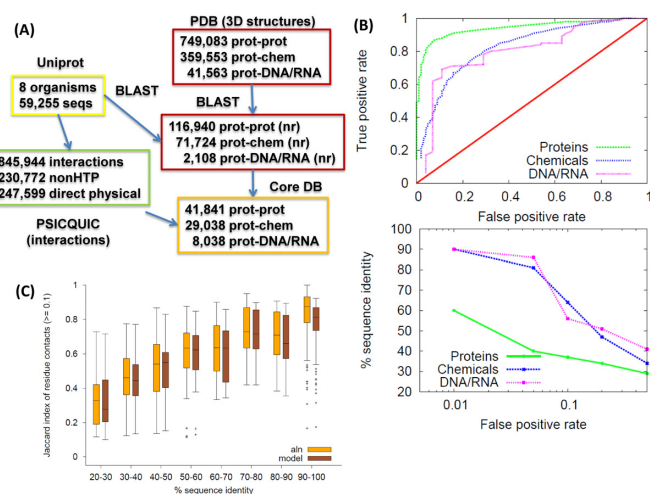 (A)
PDB (3D structures)
749,083 prot-prot
359,553 prot-chem
41,563 prot-DNA/RNA
Uniprot
8 organisms
59,255 seqs
BLAST
BLAST
116,940 prot-prot (nr)
71,724 prot-chem (nr)
2,108 prot-DNA/RNA (nr)
845,944 interactions
230,772 nonHTP
247,599 direct physical
PSICQUIC
(interactions)
Core DB
41,841 prot-prot
29,038 prot-chem
8,038 prot-DNA/RNA
(B)
True positive rate
1
0.8
0.6
0.4
0.2
0
0 0.2 0.4 0.6 0.8 1
False positive rate
Proteins
Chemicals
DNA/RNA
% sequence identity
100
90
80
70
60
50
40
30
20
0.01 0.1
False positive rate
Proteins
Chemicals
DNA/RNA
(C)
Jaccard index of residue contacts (>= 0.1)
1
0.8
0.6
0.4
0.2
0
20-30 30-40 40-50 50-60 60-70 70-80 80-90 90-100
% sequence identity
aln
model